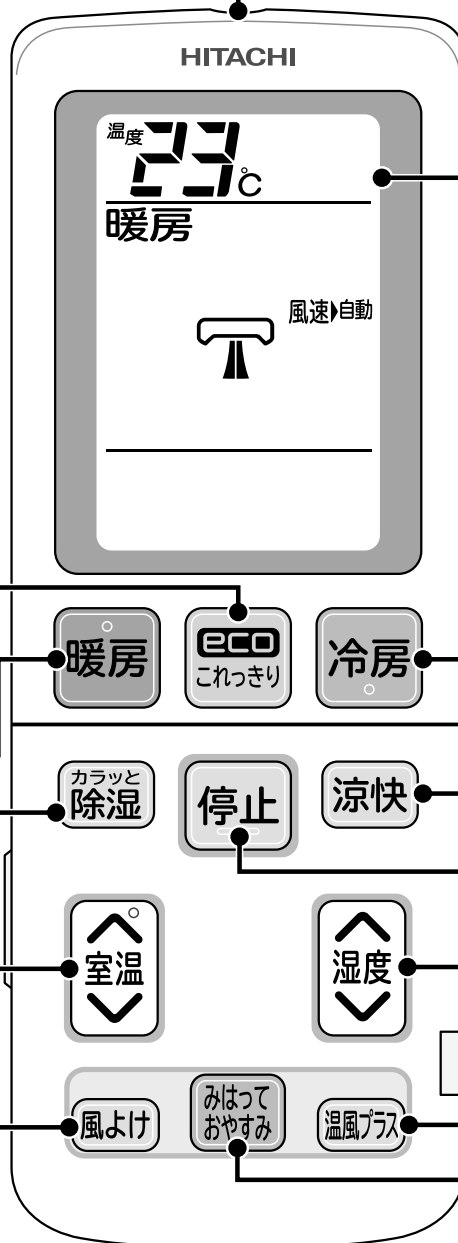 HITACHI
温度 23℃
暖房
風速▶自動
暖房
eco
これっきり
冷房
カラッと
除湿
停止
涼快
室温
湿度
風よけ
みはって
おやすみ
温風プラス